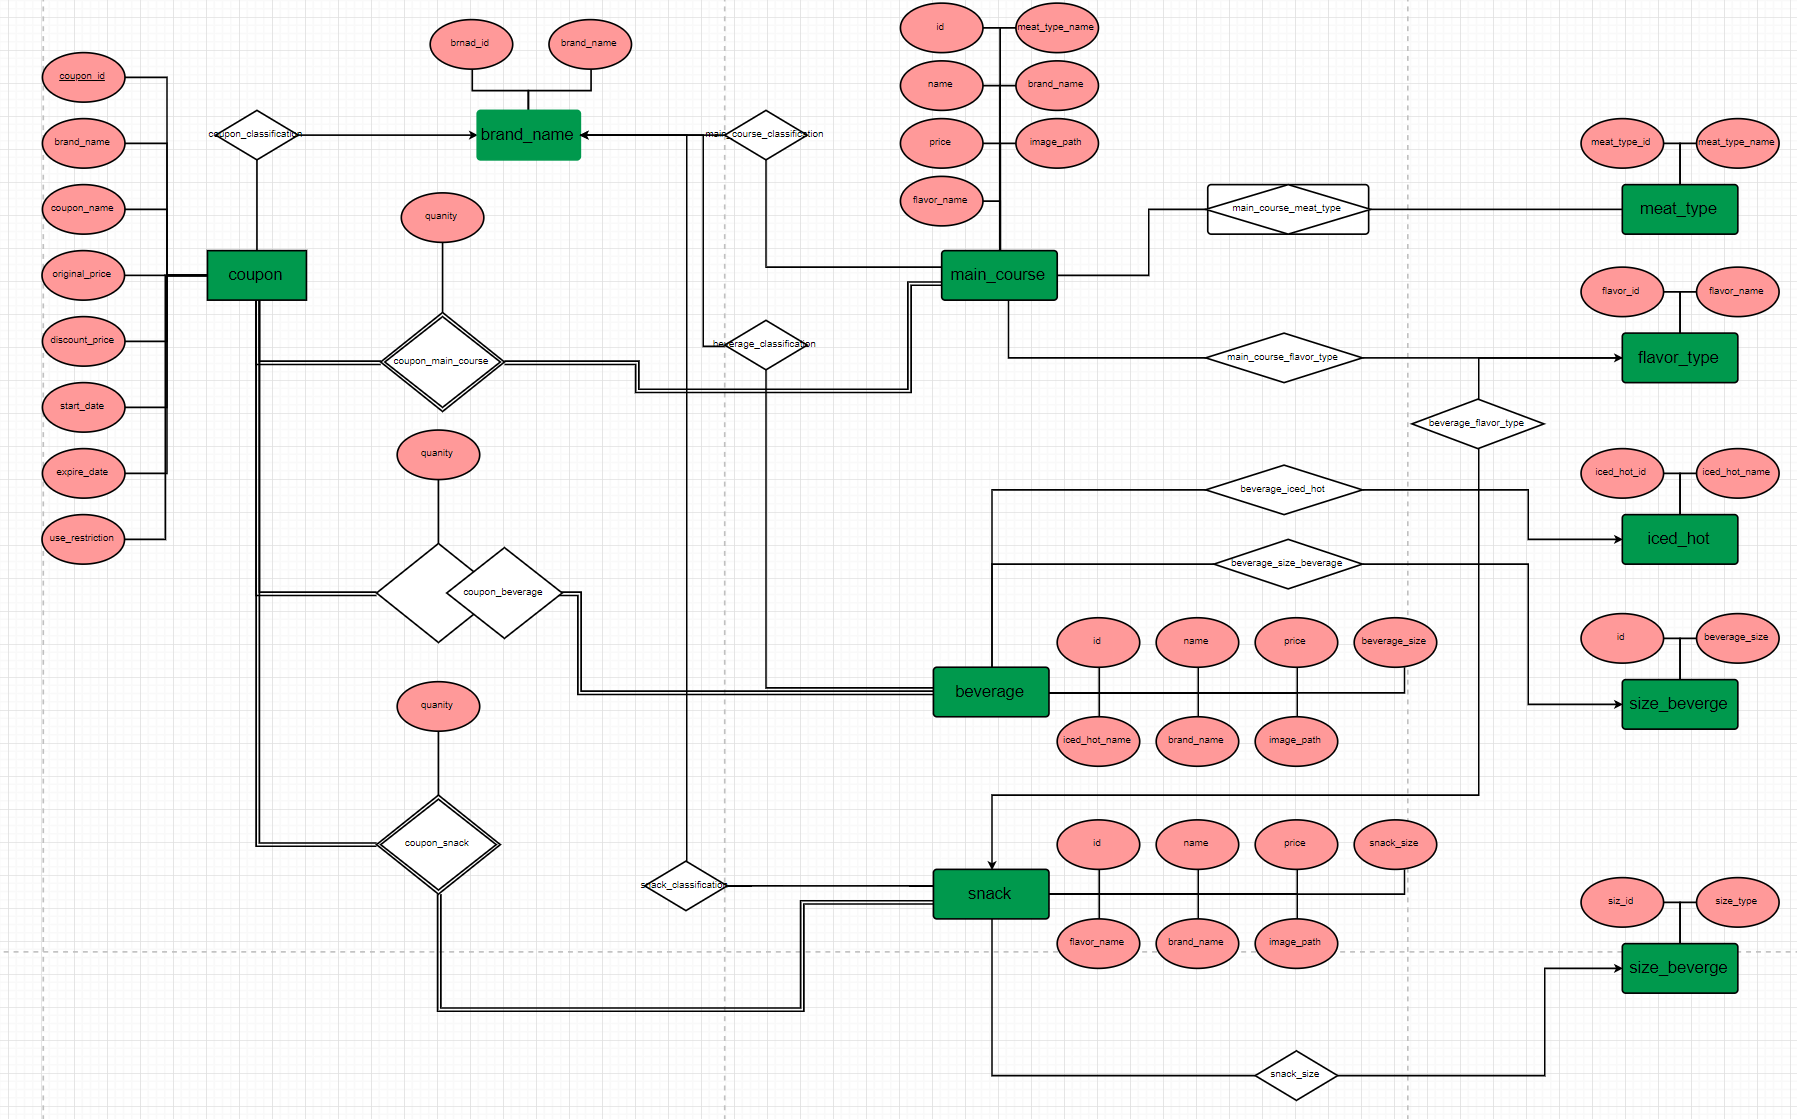 id
meat_type_name
brnad_id
brand_name
coupon_id
name
brand_name
coupon_classification
brand_name
main_course_classification
brand_name
price
image_path
meat_type_id
meat_type_name
coupon_name
quanity
flavor_name
main_course_meat_type
meat_type
original_price
coupon
main_course
flavor_id
flavor_name
discount_price
coupon_main_course
beverage_classification
main_course_flavor_type
flavor_type
start_date
beverage_flavor_type
expire_date
quanity
beverage_iced_hot
iced_hot_id
iced_hot_name
use_restriction
iced_hot
coupon_beverage
beverage_size_beverage
id
name
price
beverage_size
id
beverage_size
quanity
beverage
size_beverge
iced_hot_name
brand_name
image_path
coupon_snack
id
name
price
snack_size
snack_classification
snack
siz_id
size_type
flavor_name
brand_name
image_path
size_beverge
snack_size